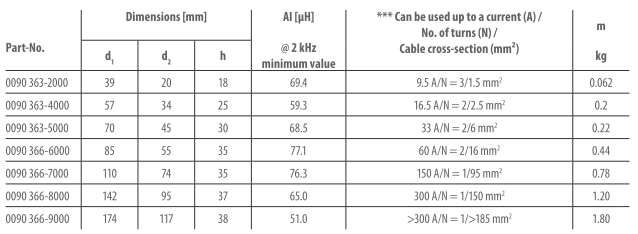 Part-No. Dimensions [mm] Al [µH] *** Can be used up to a current (A) / m
No. of turns (N) /
d1 d2 h @ 2 kHz Cable cross-section (mm²)
minimum value kg
0090 363-2000 39 20 18 69.4 9.5 A/N = 3/1.5 mm² 0.062
0090 363-4000 57 34 25 59.3 16.5 A/N = 2/2.5 mm² 0.2
0090 363-5000 70 45 30 68.5 33 A/N = 2/6 mm² 0.22
0090 366-6000 85 55 35 77.1 60 A/N = 2/16 mm² 0.44
0090 366-7000 110 74 35 76.3 150 A/N = 1/95 mm² 0.78
0090 366-8000 142 95 37 65.0 300 A/N = 1/150 mm² 1.20
0090 366-9000 174 117 38 51.0 >300 A/N = 1/>185 mm² 1.80